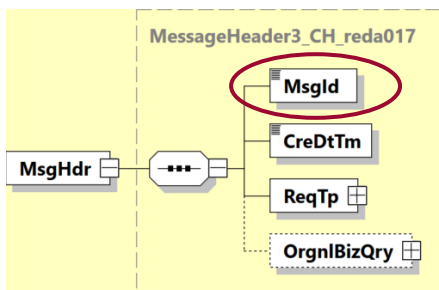 MessageHeader3_CH_reda017
MsgId
CreDtTm
MsgHdr
ReqTp
OrgnlBizQry